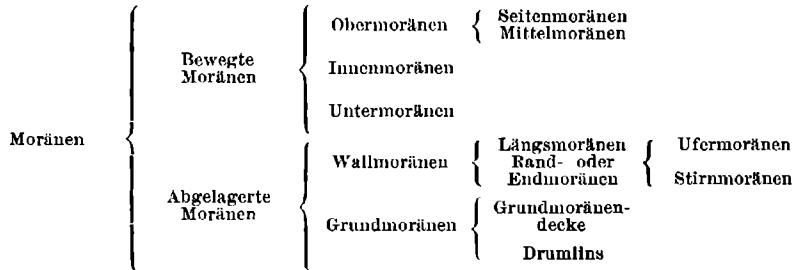 Obermoränen { Seitenmoränen
Mittelmoränen
Bewegte
Moränen
Innenmoränen
Untermoränen
Moränen
Wallmoränen
Längsmoränen
Rand- oder
Endmoränen
Ufermoränen
Stirnmoränen
Abgelagerte
Moränen
Grundmoränen
Grundmoränen-
decke
Drumlins